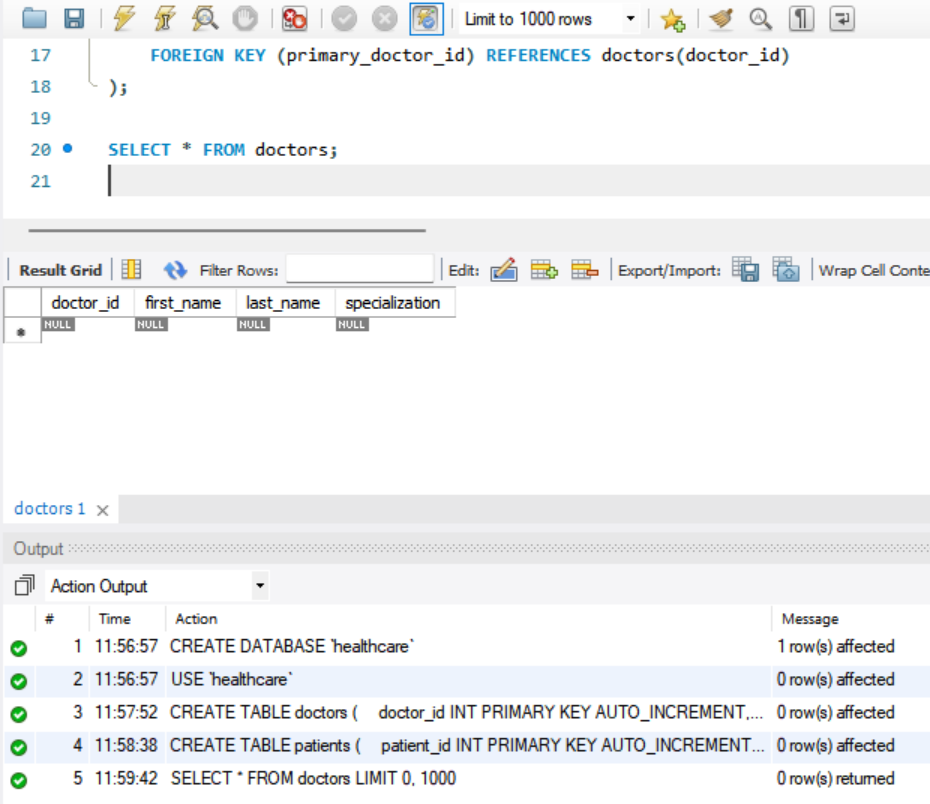 Limit to 1000 rows
17 FOREIGN KEY (primary_doctor_id) REFERENCES doctors(doctor_id)
18 );
19
20 SELECT * FROM doctors;
21
Result Grid Filter Rows: Edit: Export/Import: Wrap Cell Conte
doctor_id first_name last_name specialization
* NULL NULL NULL NULL
doctors 1
Output
Action Output
# Time Action Message
1 11:56:57 CREATE DATABASE `healthcare` 1 row(s) affected
2 11:56:57 USE `healthcare` 0 row(s) affected
3 11:57:52 CREATE TABLE doctors ( doctor_id INT PRIMARY KEY AUTO_INCREMENT,... 0 row(s) affected
4 11:58:38 CREATE TABLE patients ( patient_id INT PRIMARY KEY AUTO_INCREMENT... 0 row(s) affected
5 11:59:42 SELECT * FROM doctors LIMIT 0, 1000 0 row(s) returned